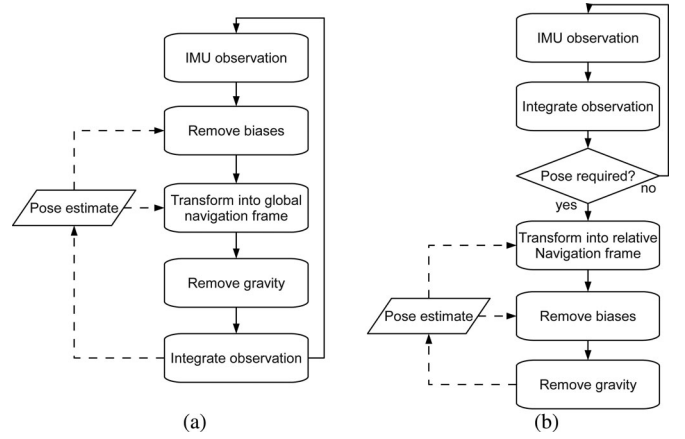 IMU observation
Remove biases
Pose estimate
Transform into global
navigation frame
Remove gravity
Integrate observation
(a)
IMU observation
Integrate observation
Pose required?
no
yes
Transform into relative
Navigation frame
Pose estimate
Remove biases
Remove gravity
(b)